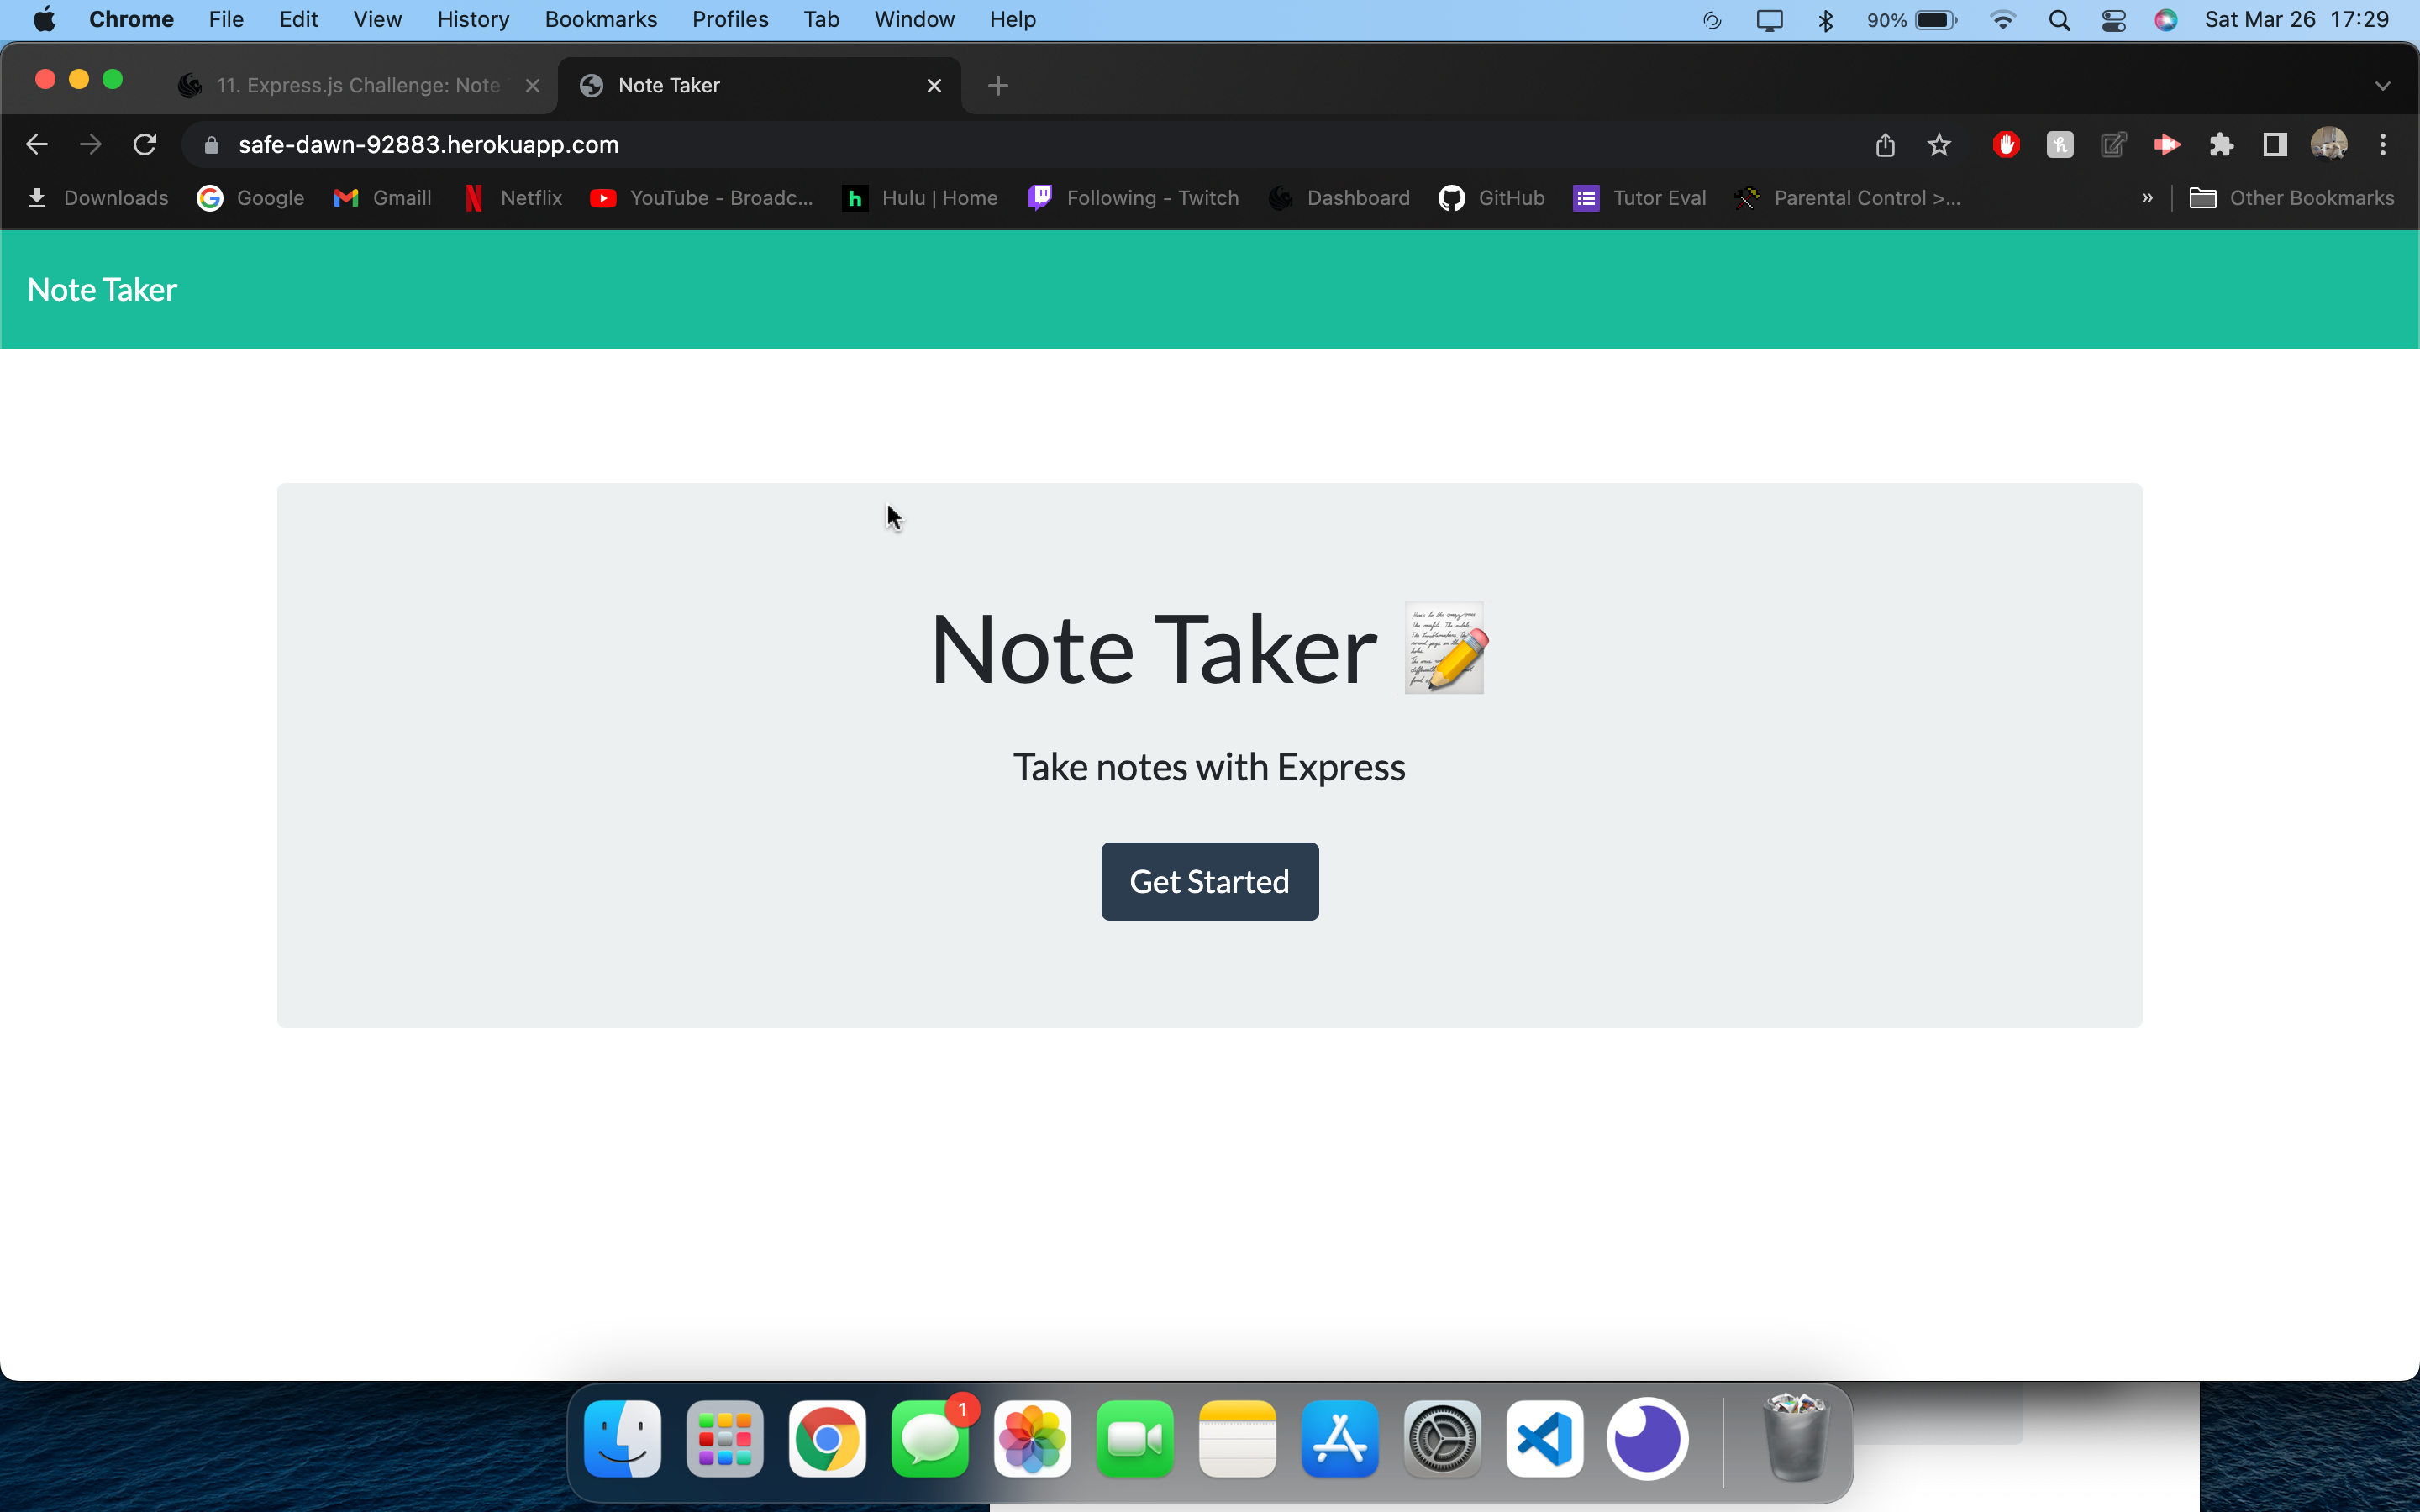 Chrome File Edit View History Bookmarks Profiles Tab Window Help 90% Sat Mar 26 17:29
11. Express.js Challenge: Note Note Taker
safe-dawn-92883.herokuapp.com
Downloads Google Gmaill Netflix YouTube - Broadc... Hulu | Home Following - Twitch Dashboard GitHub Tutor Eval Parental Control >... » Other Bookmarks
Note Taker
Note Taker
Take notes with Express
Get Started
1